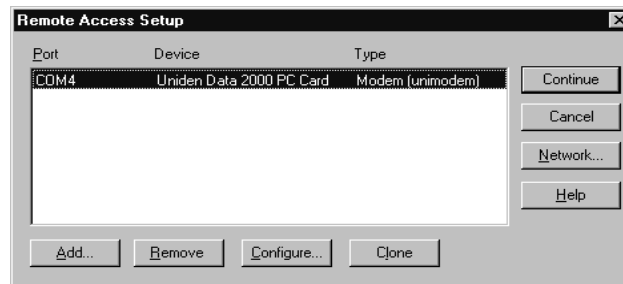 Remote Access Setup
Port Device Type
COM4 Uniden Data 2000 PC Card Modem (unimodem)
Continue
Cancel
Network...
Help
Add... Remove Configure... Clone